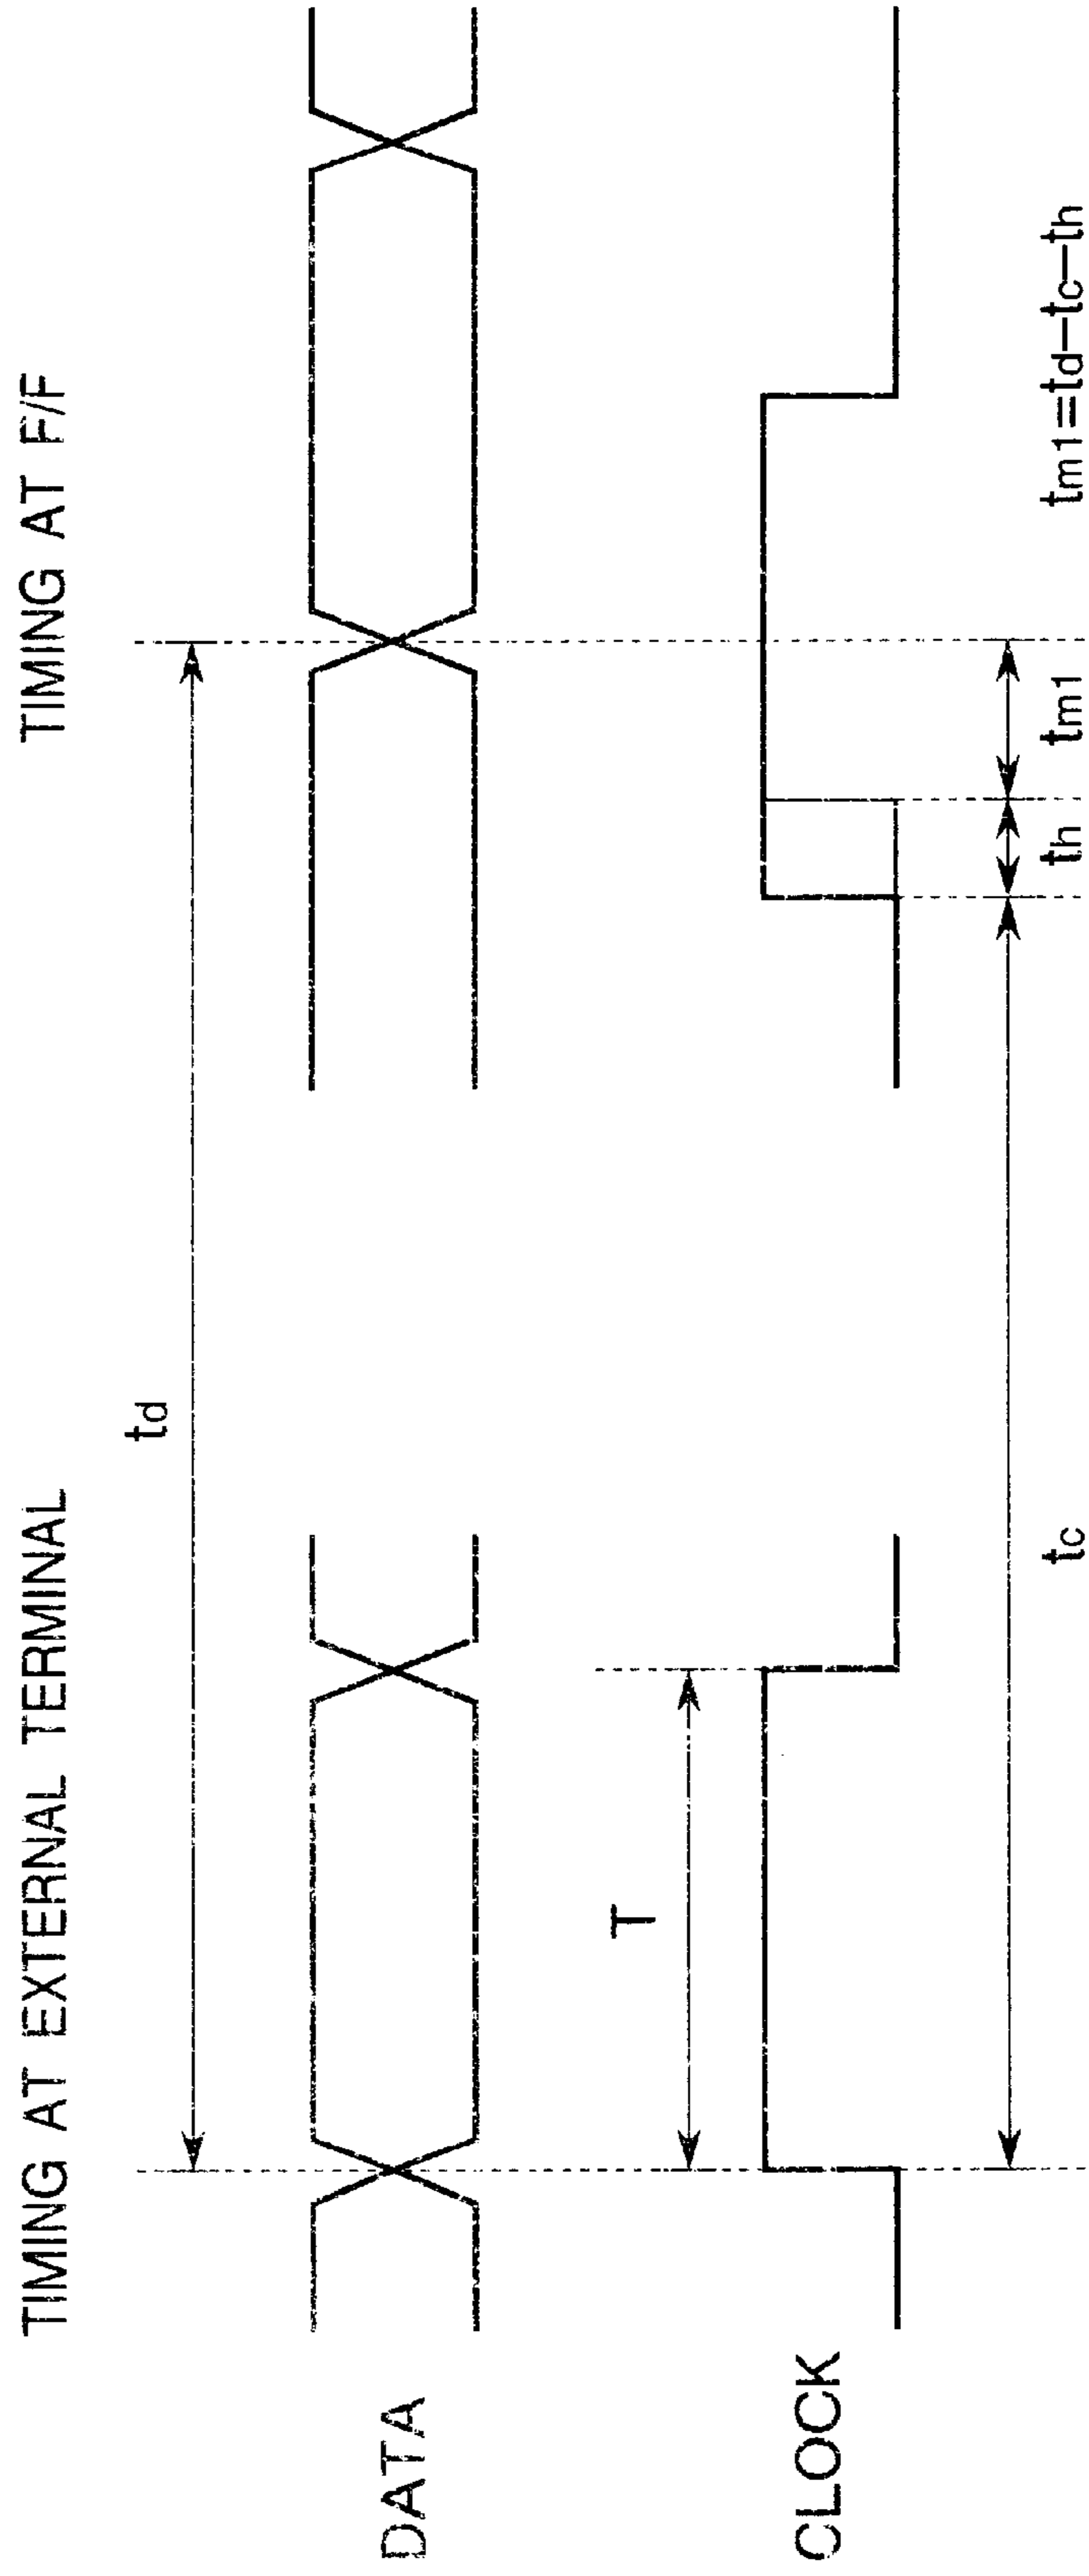 TIMING AT EXTERNAL TERMINAL
TIMING AT F/F
td
DATA
T
CLOCK
tc
th
tm1
tm1=td−tc−th